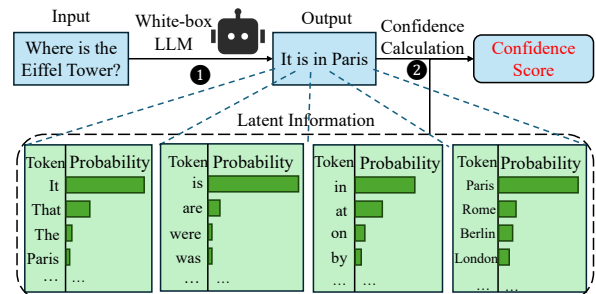 Input
White-box
LLM
Output
Confidence
Calculation
Where is the
Eiffel Tower?
1
It is in Paris
2
Confidence
Score
Latent Information
Token Probability
It
That
The
Paris
... ...
Token Probability
is
are
were
was
... ...
Token Probability
in
at
on
by
... ...
Token Probability
Paris
Rome
Berlin
London
... ...